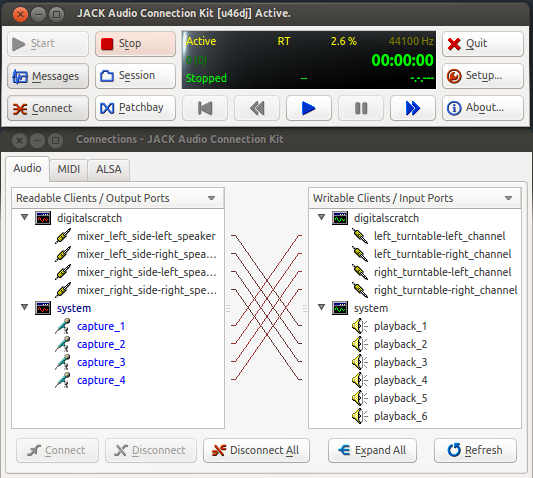 JACK Audio Connection Kit [u46dj] Active.
Start
Stop
Active RT 2.6 % 44100 Hz
0 (0) 00:00:00
Stopped -- -.-.---
Quit
Messages
Session
Setup...
Connect
Patchbay
About...
Connections - JACK Audio Connection Kit
Audio MIDI ALSA
Readable Clients / Output Ports
digitalscratch
mixer_left_side-left_speaker
mixer_left_side-right_spea...
mixer_right_side-left_spea...
mixer_right_side-right_spe...
system
capture_1
capture_2
capture_3
capture_4
Writable Clients / Input Ports
digitalscratch
left_turntable-left_channel
left_turntable-right_channel
right_turntable-left_channel
right_turntable-right_channel
system
playback_1
playback_2
playback_3
playback_4
playback_5
playback_6
Connect
Disconnect
Disconnect All
Expand All
Refresh